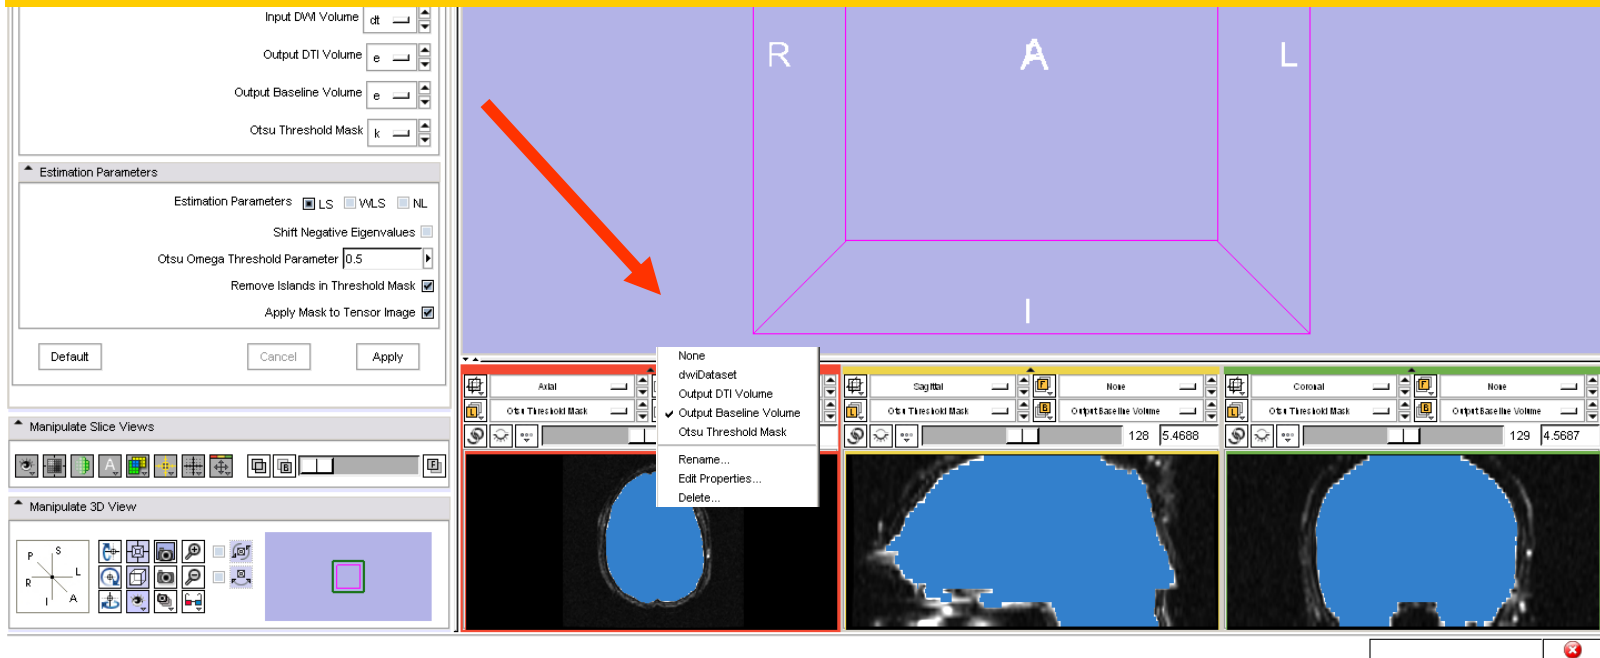 Input DWI Volume dt
Output DTI Volume e
Output Baseline Volume e
Otsu Threshold Mask k
Estimation Parameters
Estimation Parameters LS WLS NL
Shift Negative Eigenvalues
Otsu Omega Threshold Parameter 0.5
Remove Islands in Threshold Mask
Apply Mask to Tensor Image
Default Cancel Apply
Manipulate Slice Views
A B F
Manipulate 3D View
P S
R L
I A
R A L
I
None
dwiDataset
Output DTI Volume
Output Baseline Volume
Otsu Threshold Mask
Rename...
Edit Properties...
Delete...
Axial
L Otsu Threshold Mask
Sagittal F None
L Otsu Threshold Mask B Output Baseline Volume
128 5.4688
Coronal F None
L Otsu Threshold Mask B Output Baseline Volume
129 4.5687